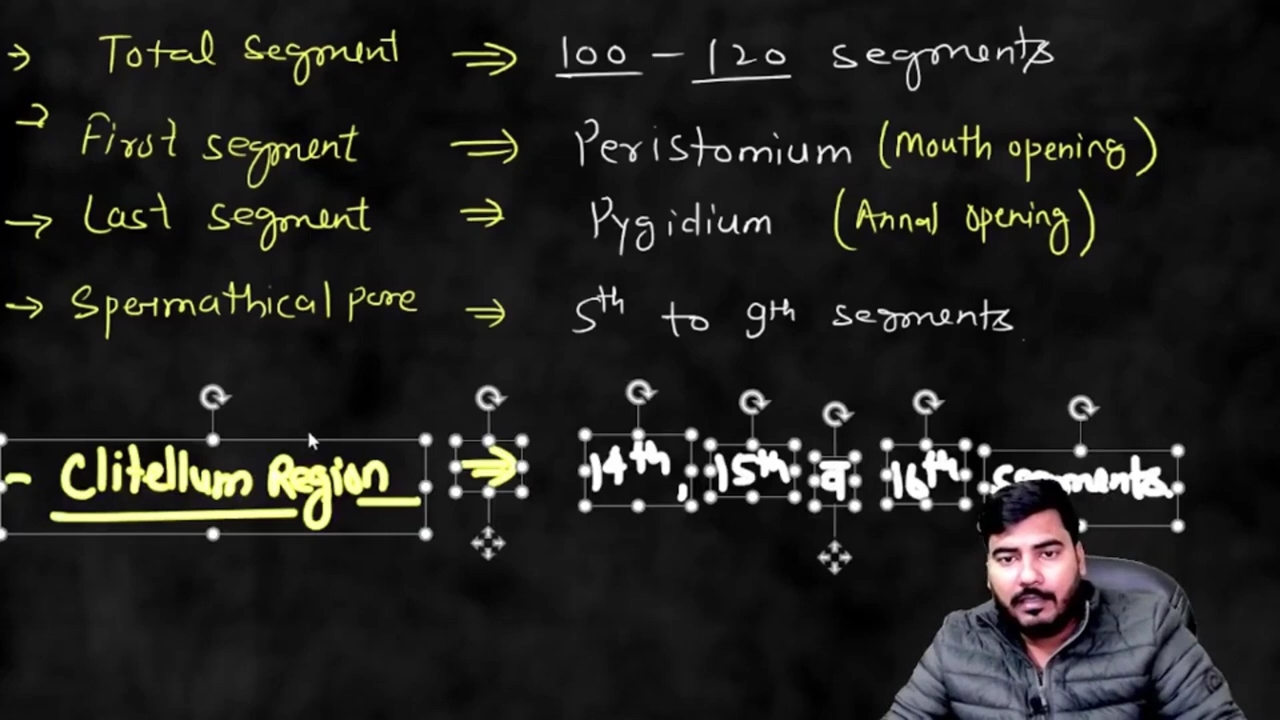 → Total segment ⇒ 100 - 120 segments
→ First segment ⇒ Peristomium (Mouth opening)
→ Last segment ⇒ Pygidium (Annal opening)
→ Spermathical pore ⇒ 5th to 9th segments
- Clitellum Region ⇒ 14th, 15th व 16th segments